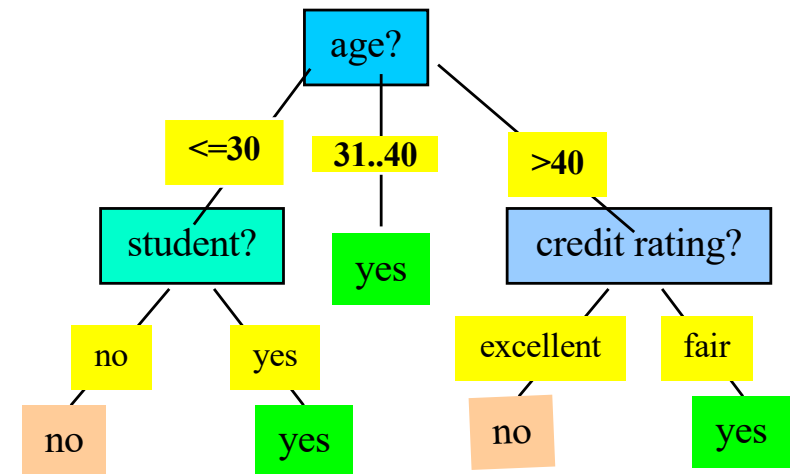 age?
<=30
31..40
>40
student?
yes
credit rating?
no
yes
excellent
fair
no
yes
no
yes